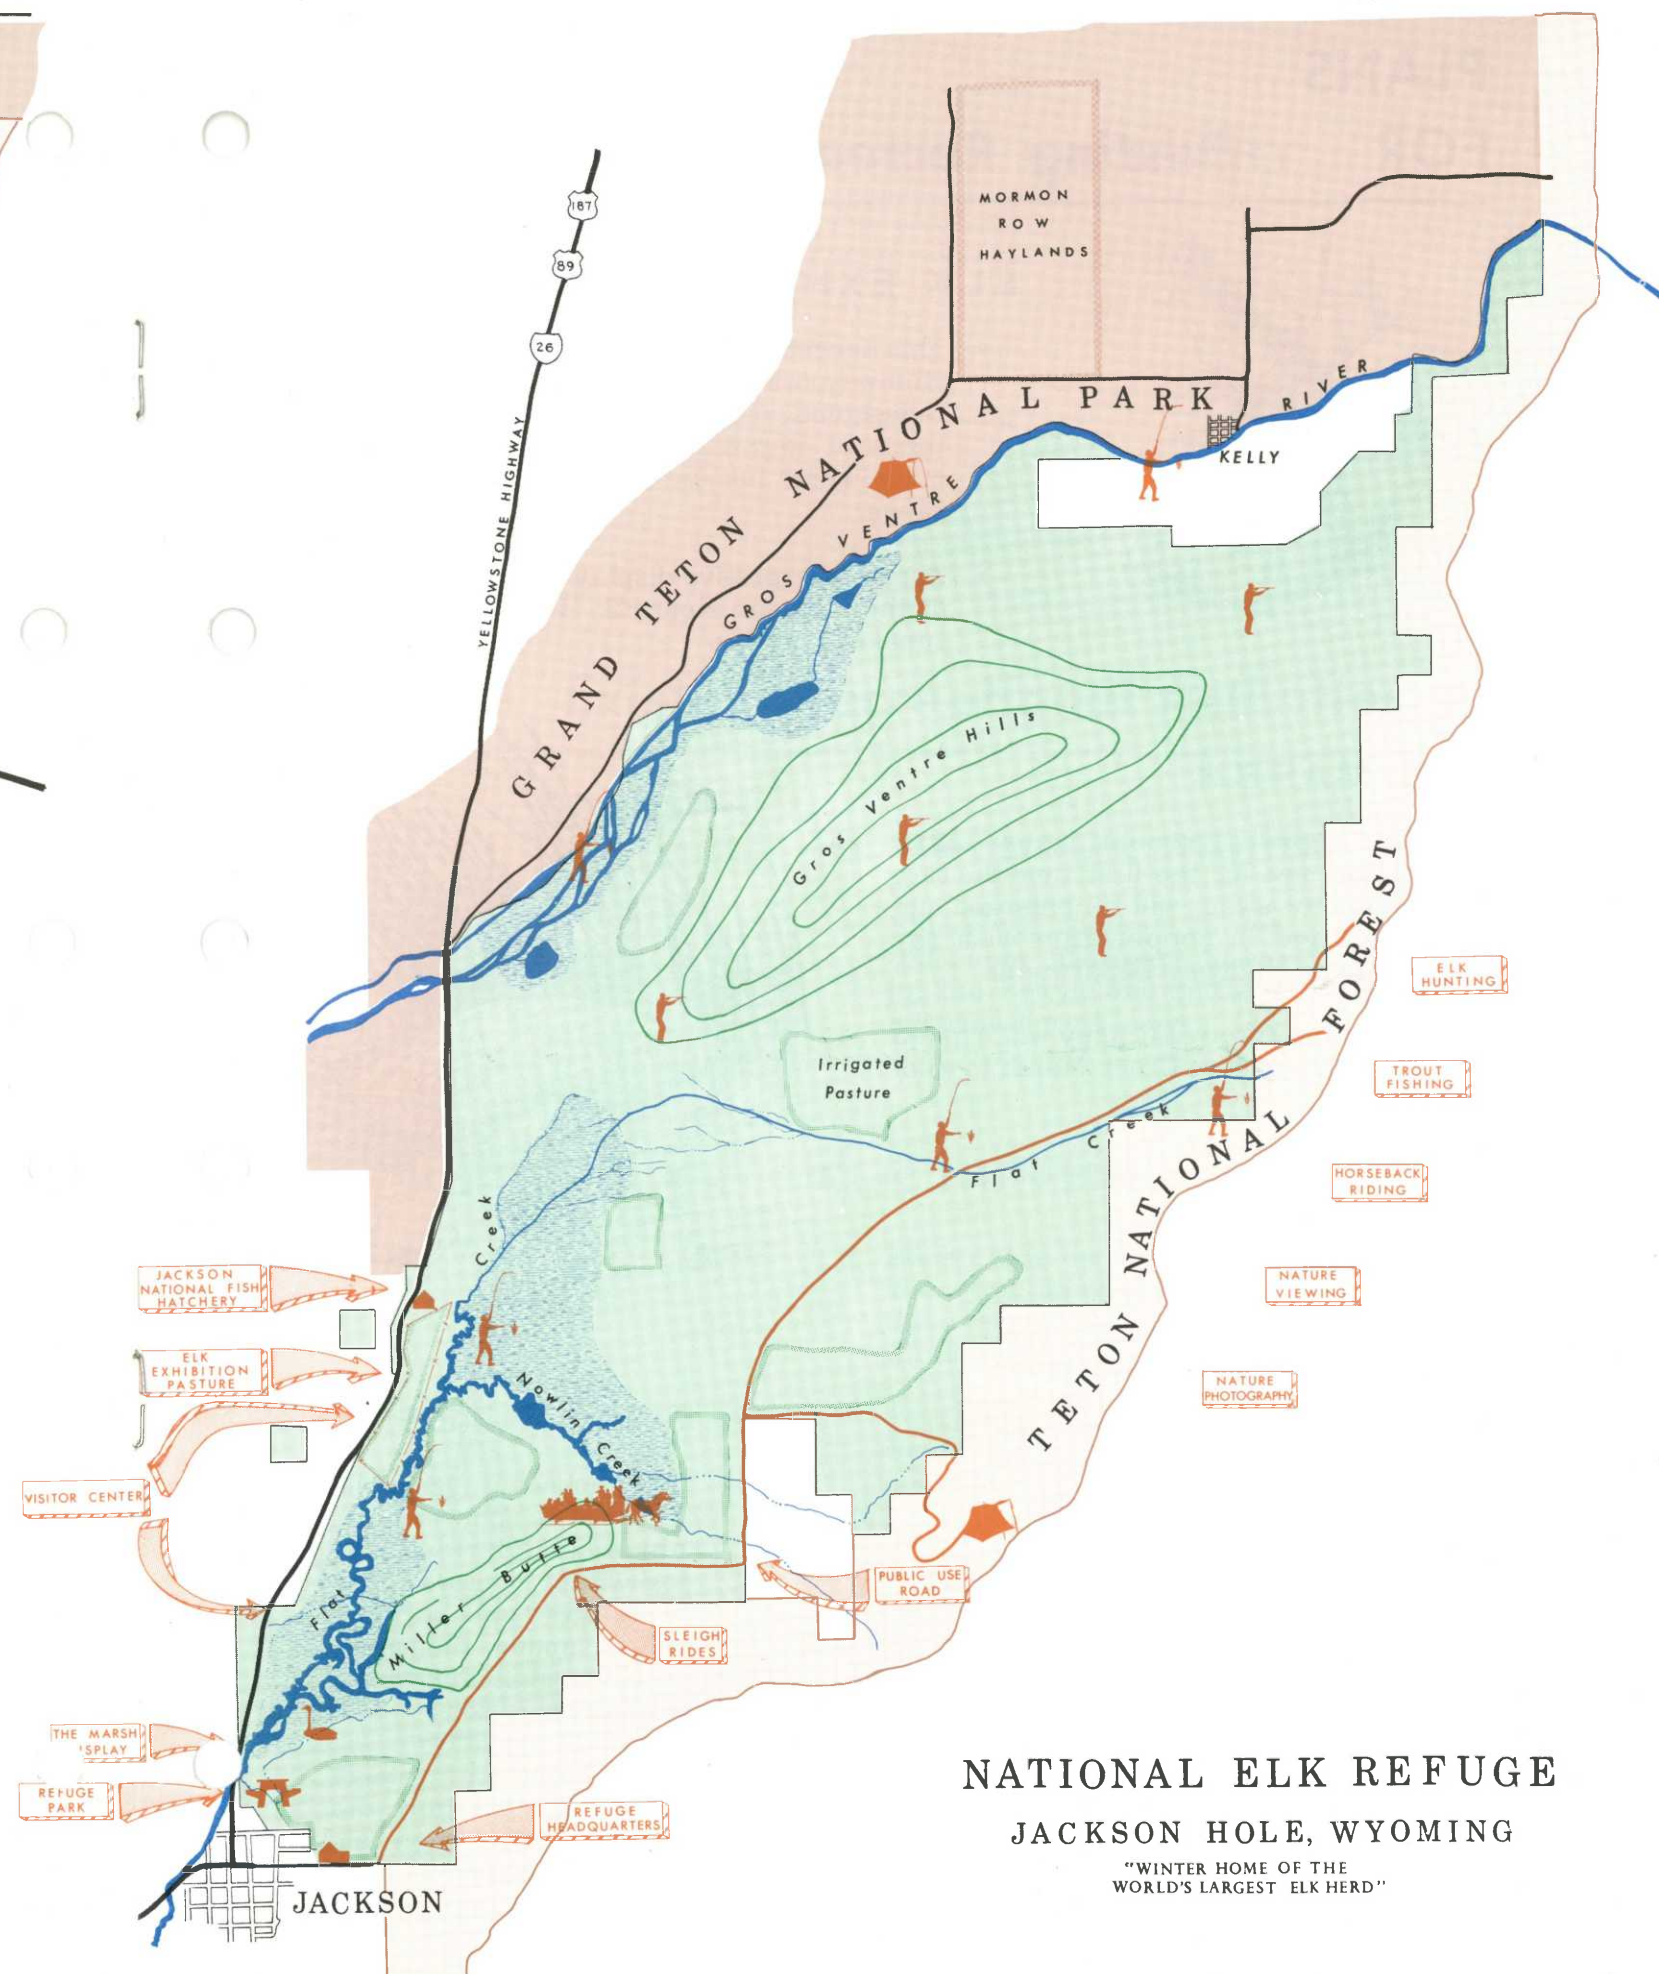 187
89
26
YELLOWSTONE HIGHWAY
MORMON
ROW
HAYLANDS
GRAND TETON NATIONAL PARK
GROS VENTRE RIVER
KELLY
Gros Ventre Hills
Irrigated
Pasture
Flat Creek
TETON NATIONAL FOREST
ELK
HUNTING
TROUT
FISHING
HORSEBACK
RIDING
NATURE
VIEWING
NATURE
PHOTOGRAPHY
JACKSON
NATIONAL FISH
HATCHERY
ELK
EXHIBITION
PASTURE
VISITOR CENTER
Flat Creek
Nowlin Creek
Miller Butte
PUBLIC USE
ROAD
SLEIGH
RIDES
THE MARSH
SPLAY
REFUGE
PARK
REFUGE
HEADQUARTERS
JACKSON
NATIONAL ELK REFUGE
JACKSON HOLE, WYOMING
"WINTER HOME OF THE
WORLD'S LARGEST ELK HERD"